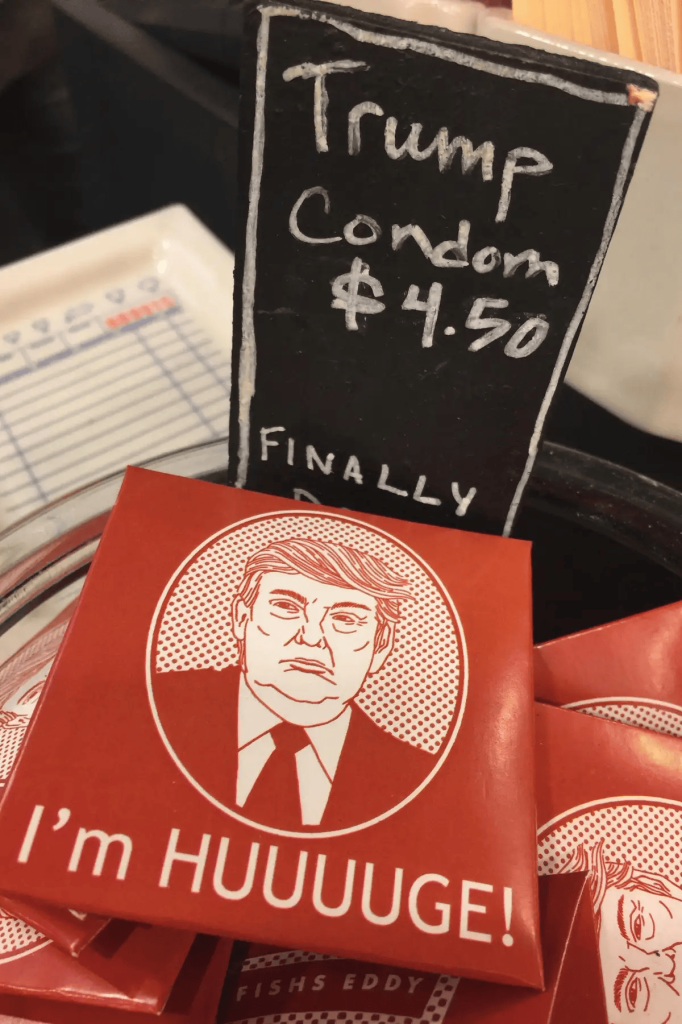 Trump
Condom
$4.50
FINALLY
I'm HUUUUGE!
FISHS EDDY